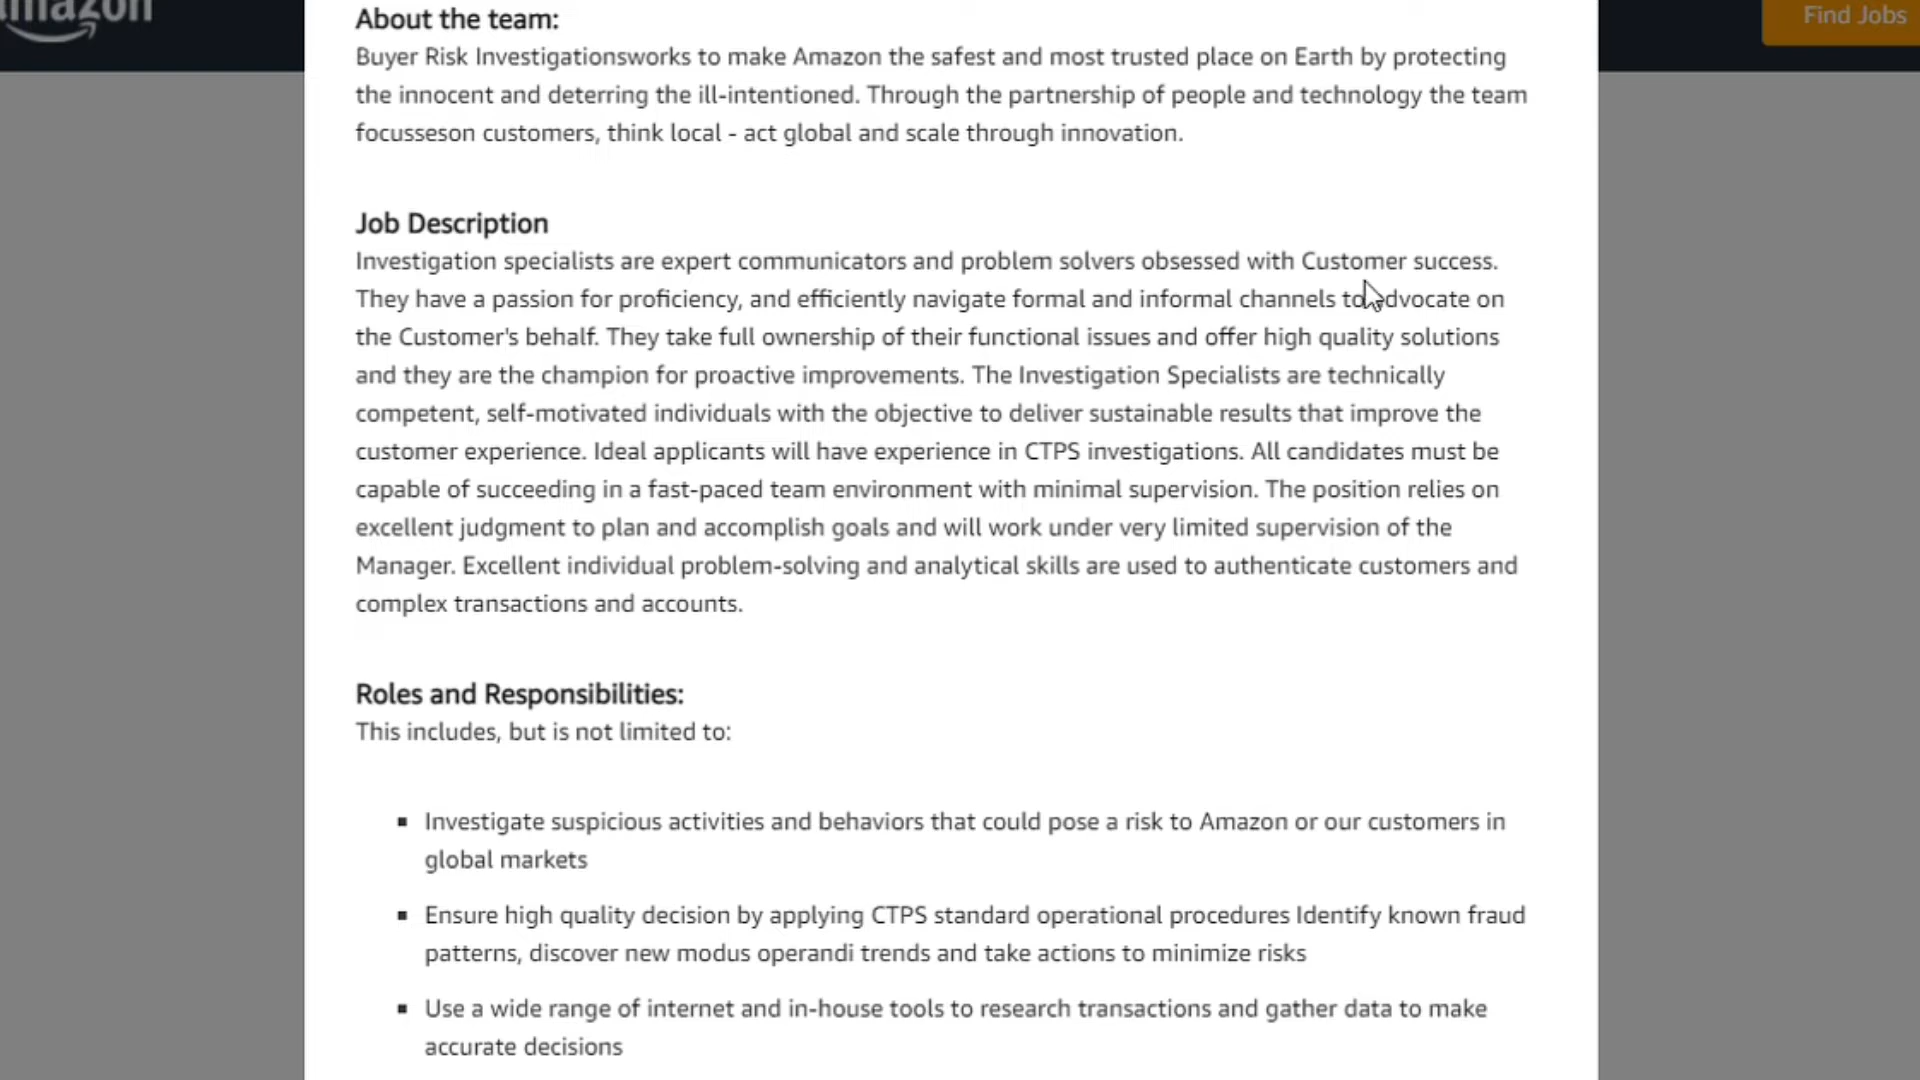 amazon
Find Jobs
About the team:
Buyer Risk Investigationsworks to make Amazon the safest and most trusted place on Earth by protecting
the innocent and deterring the ill-intentioned. Through the partnership of people and technology the team
focusseson customers, think local - act global and scale through innovation.
Job Description
Investigation specialists are expert communicators and problem solvers obsessed with Customer success.
They have a passion for proficiency, and efficiently navigate formal and informal channels to advocate on
the Customer's behalf. They take full ownership of their functional issues and offer high quality solutions
and they are the champion for proactive improvements. The Investigation Specialists are technically
competent, self-motivated individuals with the objective to deliver sustainable results that improve the
customer experience. Ideal applicants will have experience in CTPS investigations. All candidates must be
capable of succeeding in a fast-paced team environment with minimal supervision. The position relies on
excellent judgment to plan and accomplish goals and will work under very limited supervision of the
Manager. Excellent individual problem-solving and analytical skills are used to authenticate customers and
complex transactions and accounts.
Roles and Responsibilities:
This includes, but is not limited to:
▪ Investigate suspicious activities and behaviors that could pose a risk to Amazon or our customers in
global markets
▪ Ensure high quality decision by applying CTPS standard operational procedures Identify known fraud
patterns, discover new modus operandi trends and take actions to minimize risks
▪ Use a wide range of internet and in-house tools to research transactions and gather data to make
accurate decisions